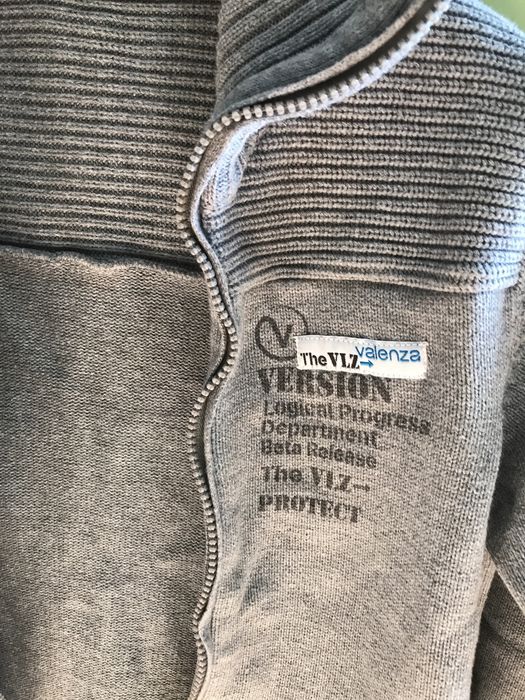 V
The VLZ→ valenza
VERSION
Logical Progress
Department
Beta Release
The VLZ→
PROTECT